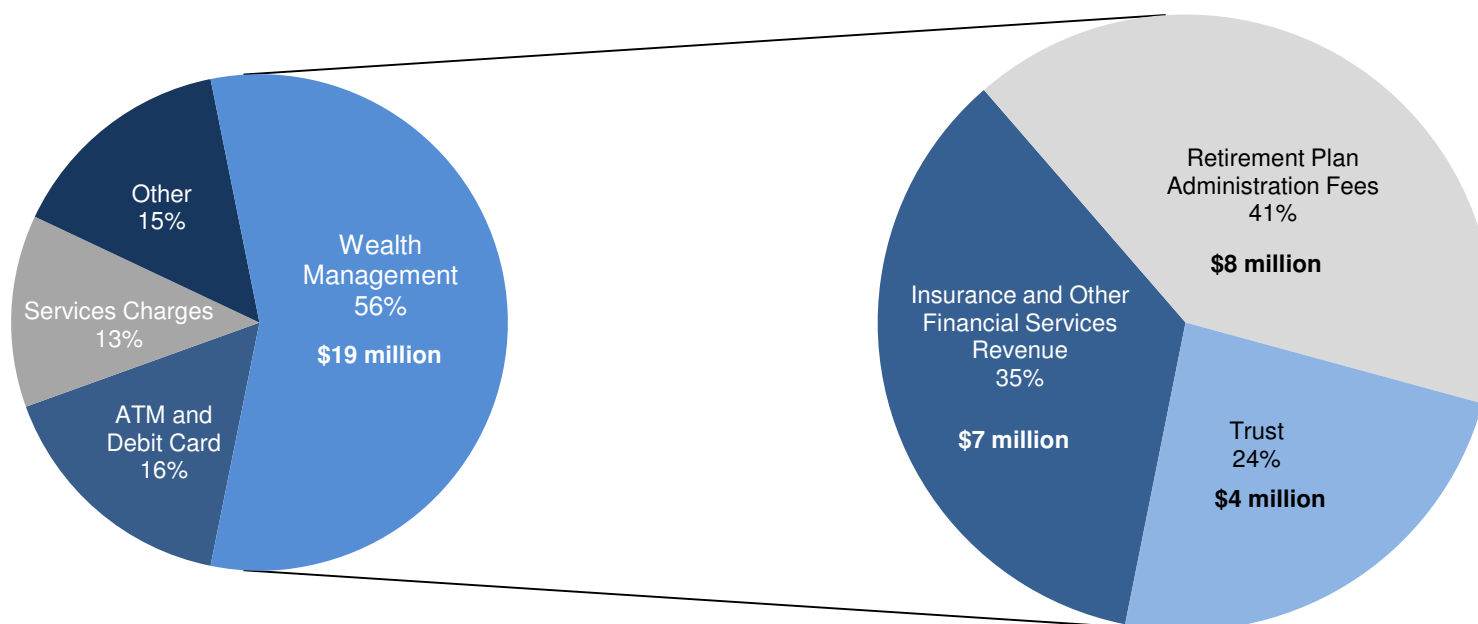 Other
15%
Wealth
Management
56%
$19 million
Services Charges
13%
ATM and
Debit Card
16%
Retirement Plan
Administration Fees
41%
$8 million
Insurance and Other
Financial Services
Revenue
35%
$7 million
Trust
24%
$4 million